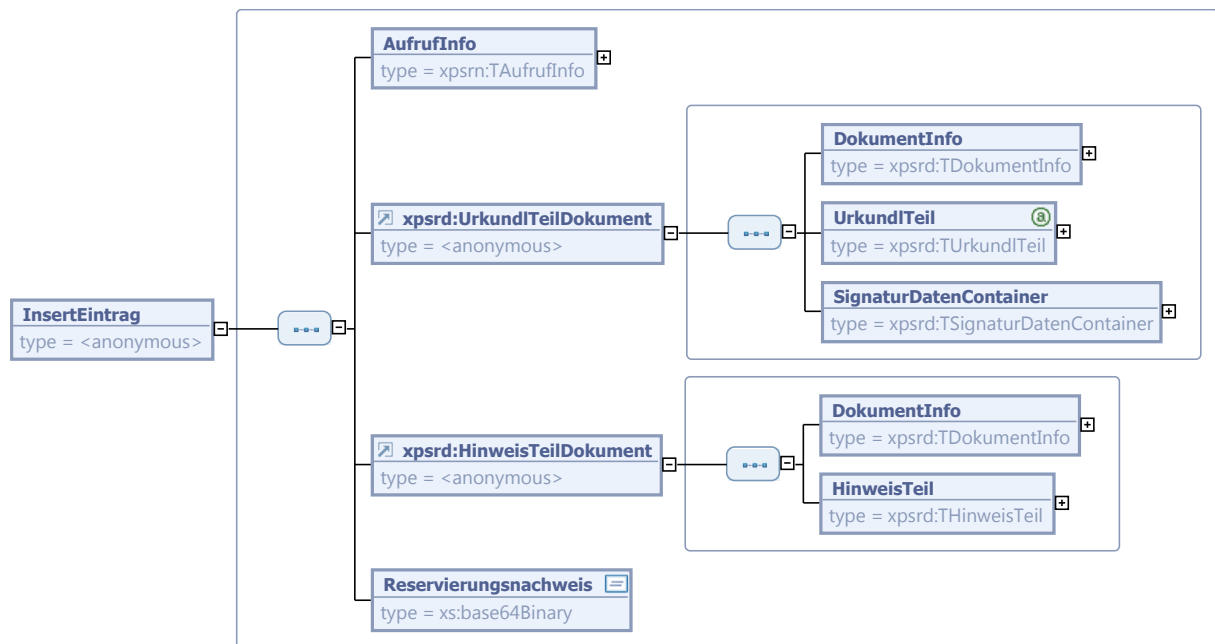 AufrufInfo
type = xpsrn:TAufrufInfo
DokumentInfo
type = xpsrd:TDokumentInfo
xpsrd:UrkundlTeilDokument
type = <anonymous>
UrkundlTeil
type = xpsrd:TUrkundlTeil
SignaturDatenContainer
type = xpsrd:TSignaturDatenContainer
InsertEintrag
type = <anonymous>
xpsrd:HinweisTeilDokument
type = <anonymous>
DokumentInfo
type = xpsrd:TDokumentInfo
HinweisTeil
type = xpsrd:THinweisTeil
Reservierungsnachweis
type = xs:base64Binary